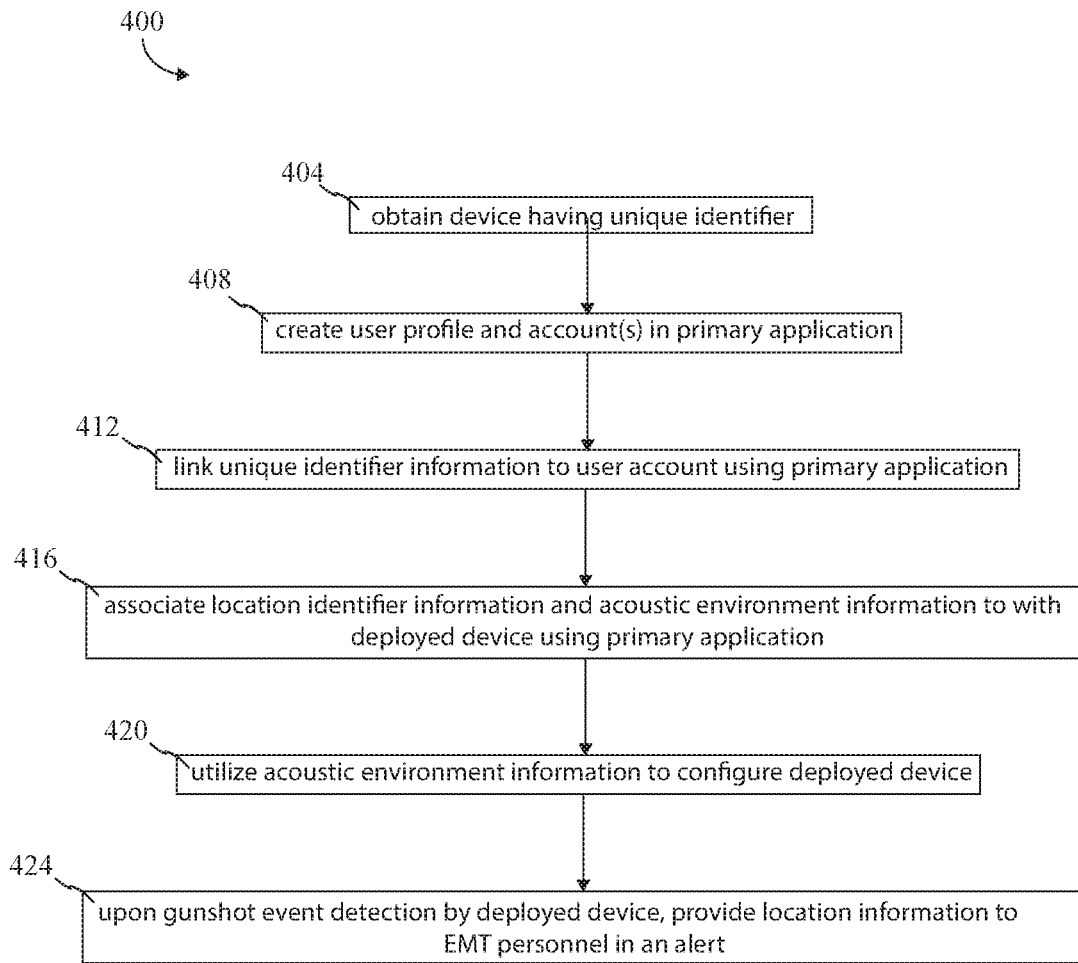 400
404
obtain device having unique identifier
408
create user profile and account(s) in primary application
412
link unique identifier information to user account using primary application
416
associate location identifier information and acoustic environment information to with
deployed device using primary application
420
utilize acoustic environment information to configure deployed device
424
upon gunshot event detection by deployed device, provide location information to
EMT personnel in an alert